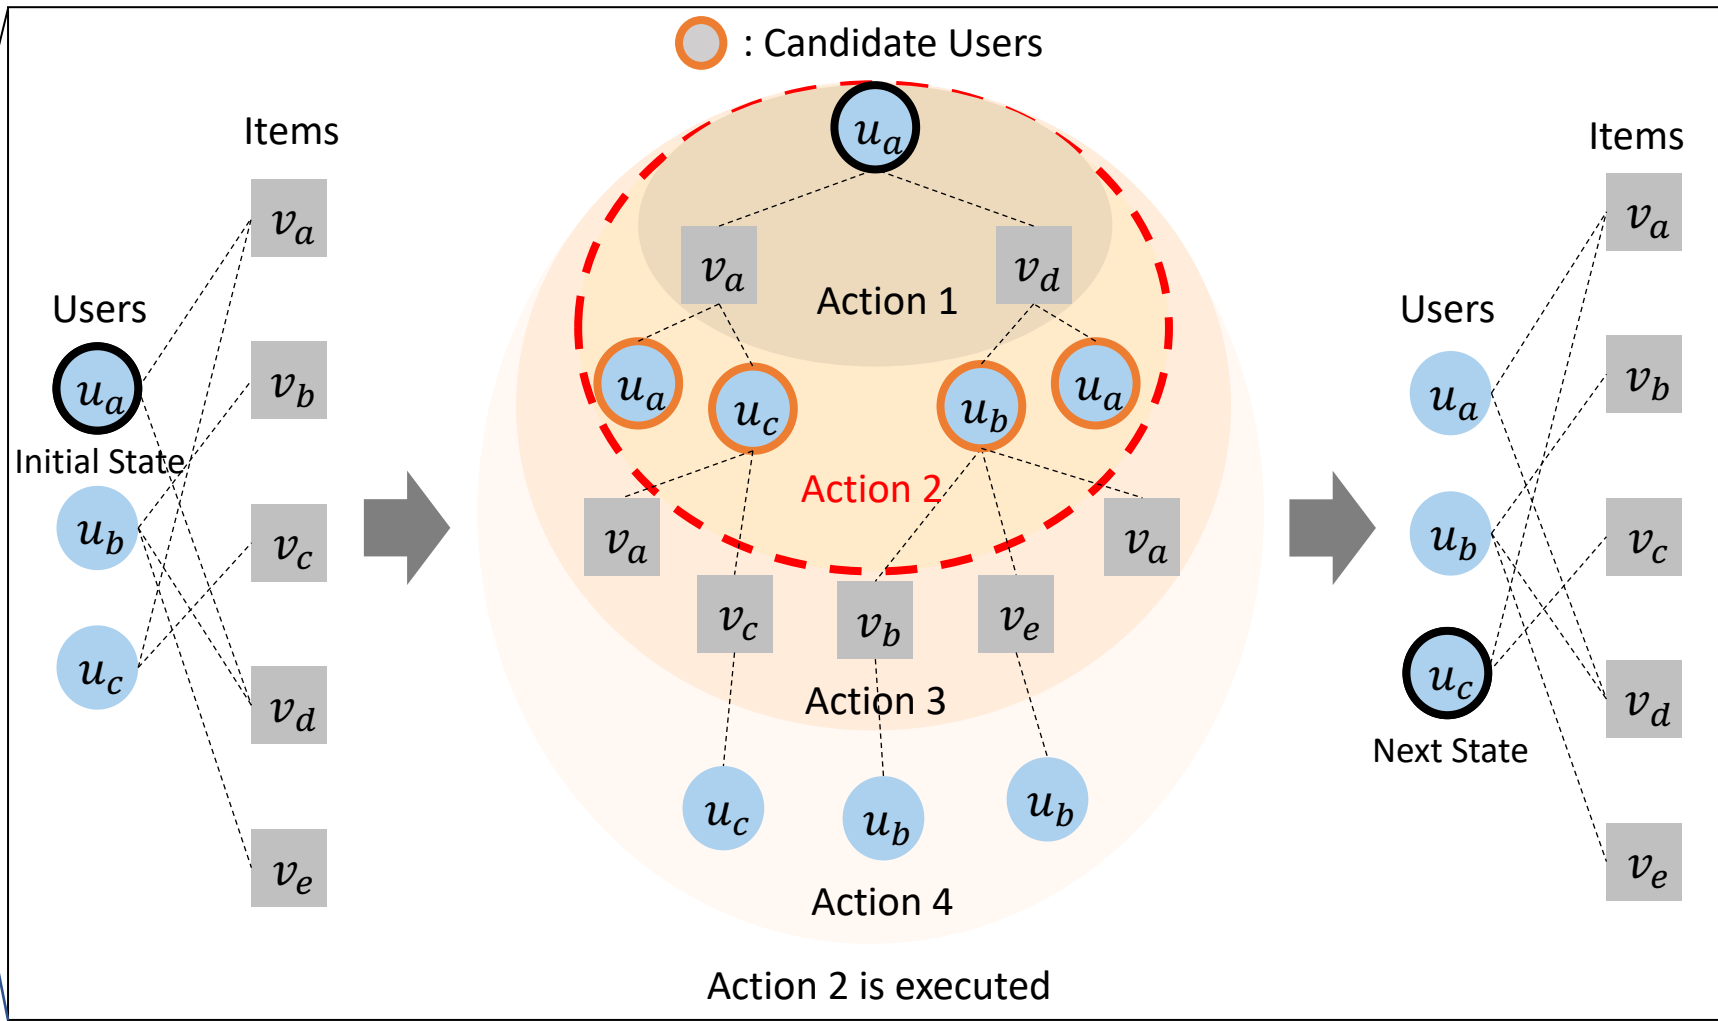 : Candidate Users
Items
v_a
v_b
v_c
v_d
v_e
Users
u_a
Initial State
u_b
u_c
u_a
v_a
v_d
Action 1
u_a
u_c
u_b
u_a
Action 2
v_a
v_a
v_c
v_b
v_e
Action 3
u_c
u_b
u_b
Action 4
Action 2 is executed
Items
v_a
v_b
v_c
v_d
v_e
Users
u_a
u_b
u_c
Next State